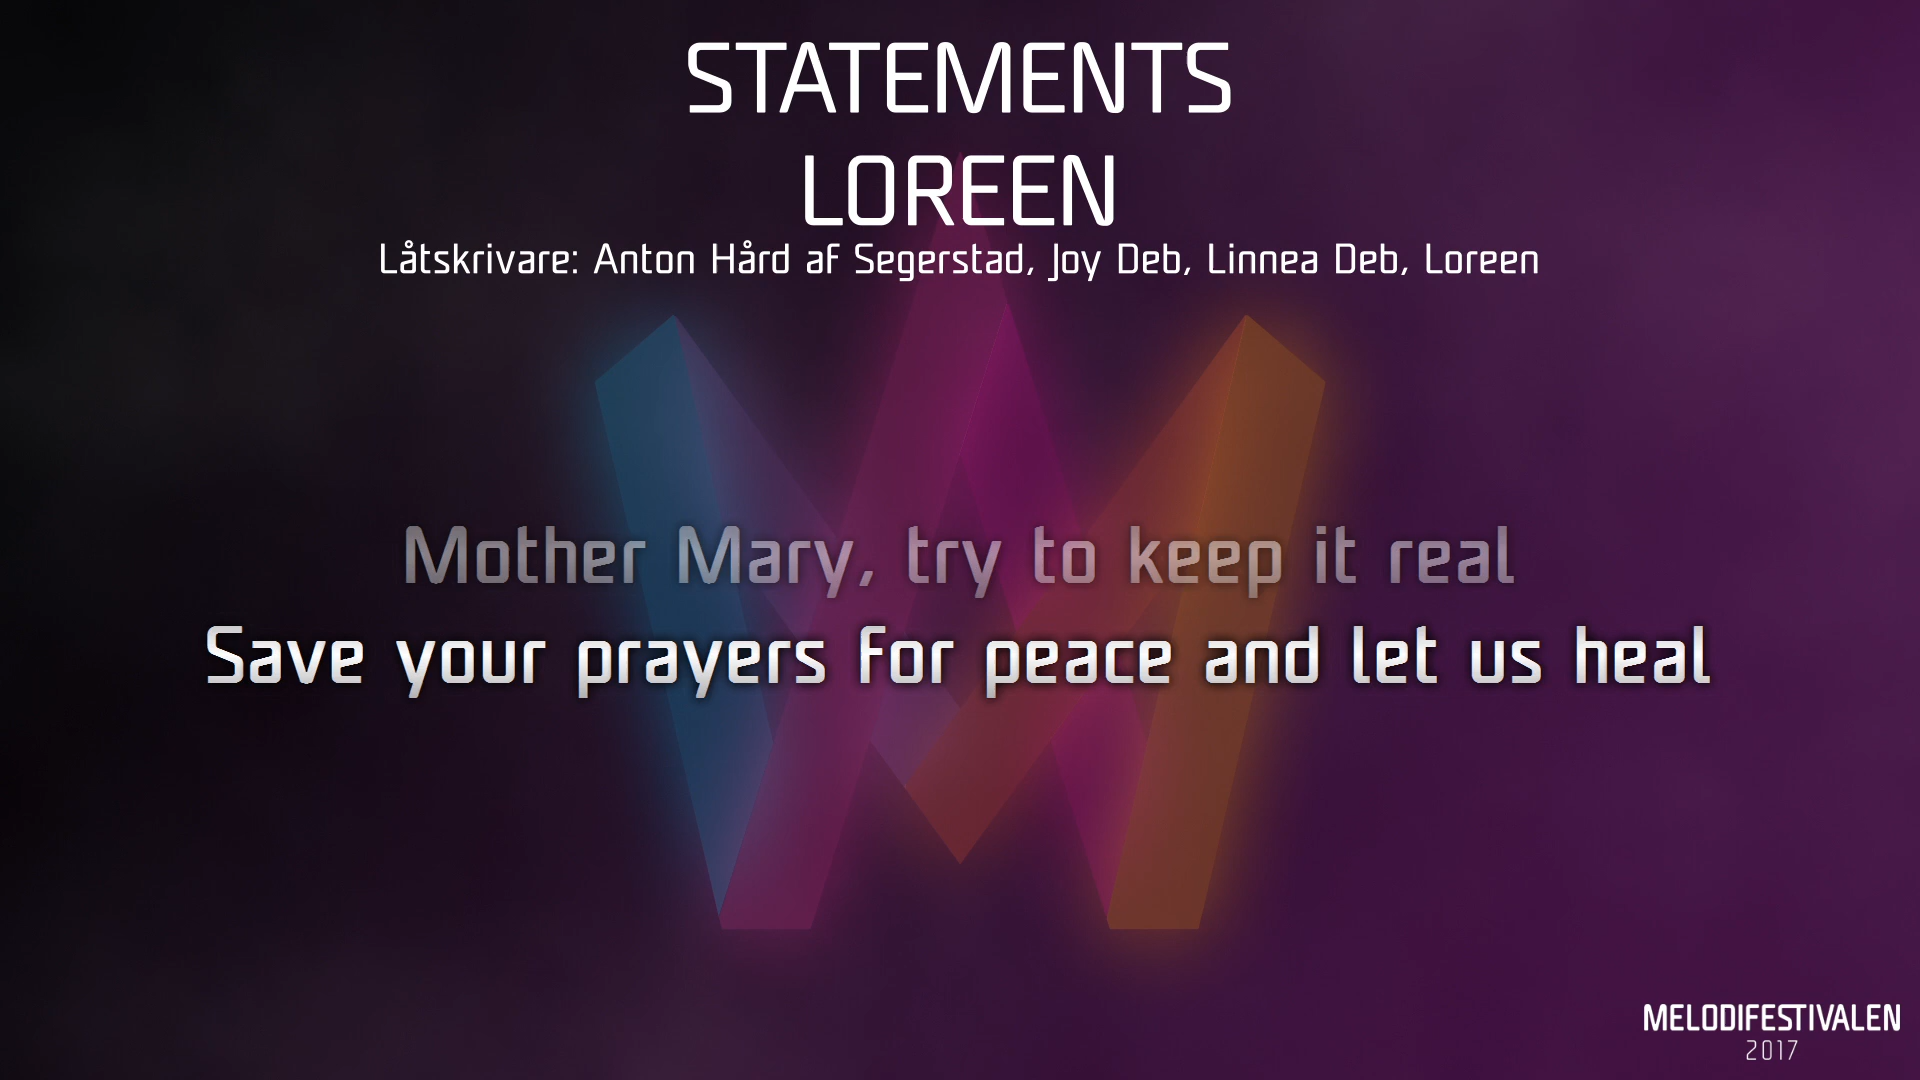 STATEMENTS
LOREEN
Låtskrivare: Anton Hård af Segerstad, Joy Deb, Linnea Deb, Loreen
Mother Mary, try to keep it real
Save your prayers for peace and let us heal
MELODIFESTIVALEN
2017